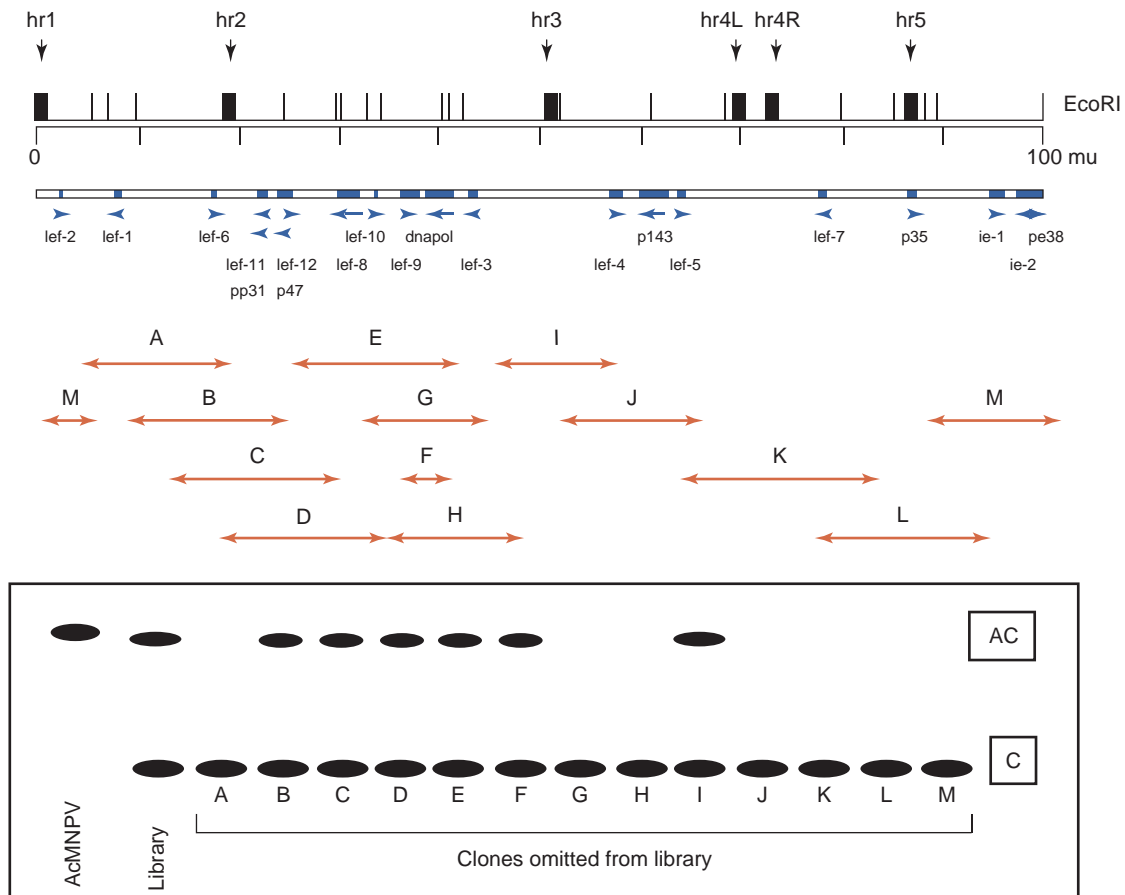 hr1 hr2 hr3 hr4L hr4R hr5
EcoRI
0 100 mu
lef-2 lef-1 lef-6 lef-10 dnapol p143 lef-7 p35 ie-1 pe38
lef-11 lef-12 lef-8 lef-9 lef-3 lef-4 lef-5 ie-2
pp31 p47
A E I
M B G J M
C F K
D H L
AC
C
A B C D E F G H I J K L M
AcMNPV
Library
Clones omitted from library